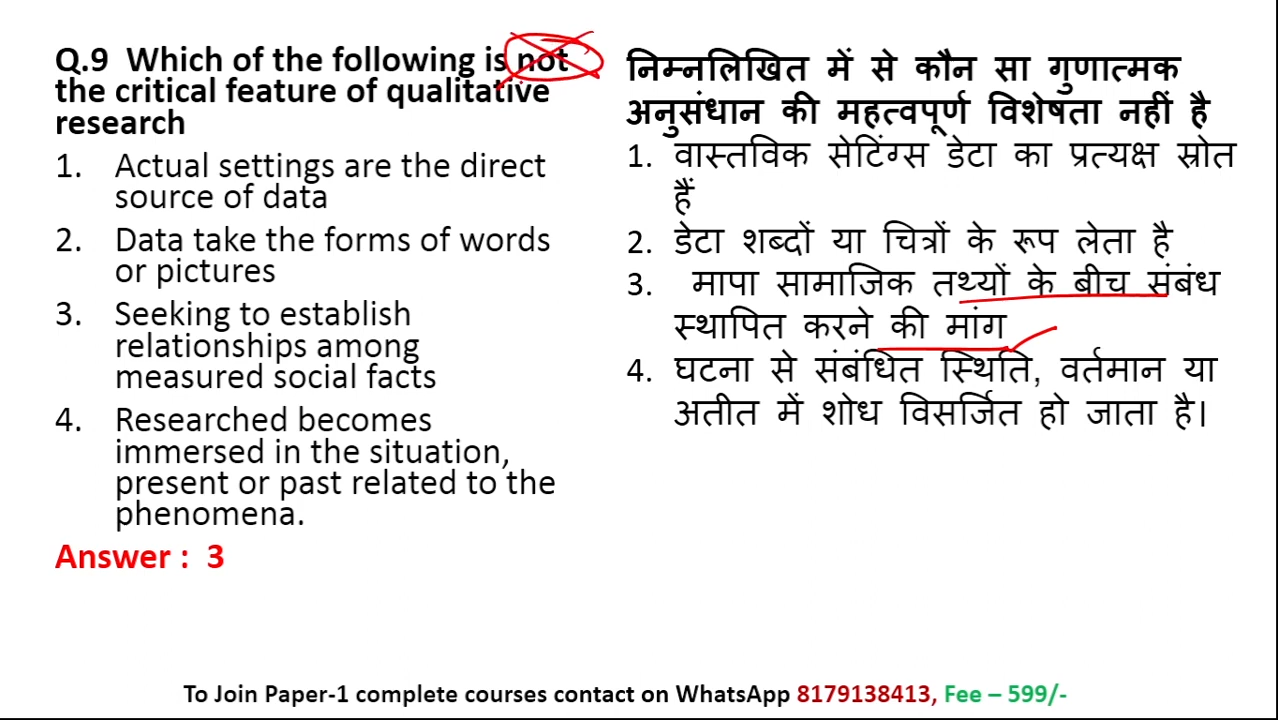 Q.9 Which of the following is not
the critical feature of qualitative
research
1. Actual settings are the direct
source of data
2. Data take the forms of words
or pictures
3. Seeking to establish
relationships among
measured social facts
4. Researched becomes
immersed in the situation,
present or past related to the
phenomena.
Answer : 3
निम्नलिखित में से कौन सा गुणात्मक
अनुसंधान की महत्वपूर्ण विशेषता नहीं है
1. वास्तविक सेटिंग्स डेटा का प्रत्यक्ष स्रोत
हैं
2. डेटा शब्दों या चित्रों के रूप लेता है
3. मापा सामाजिक तथ्यों के बीच संबंध
स्थापित करने की मांग
4. घटना से संबंधित स्थिति, वर्तमान या
अतीत में शोध विसर्जित हो जाता है।
To Join Paper-1 complete courses contact on WhatsApp 8179138413, Fee – 599/-